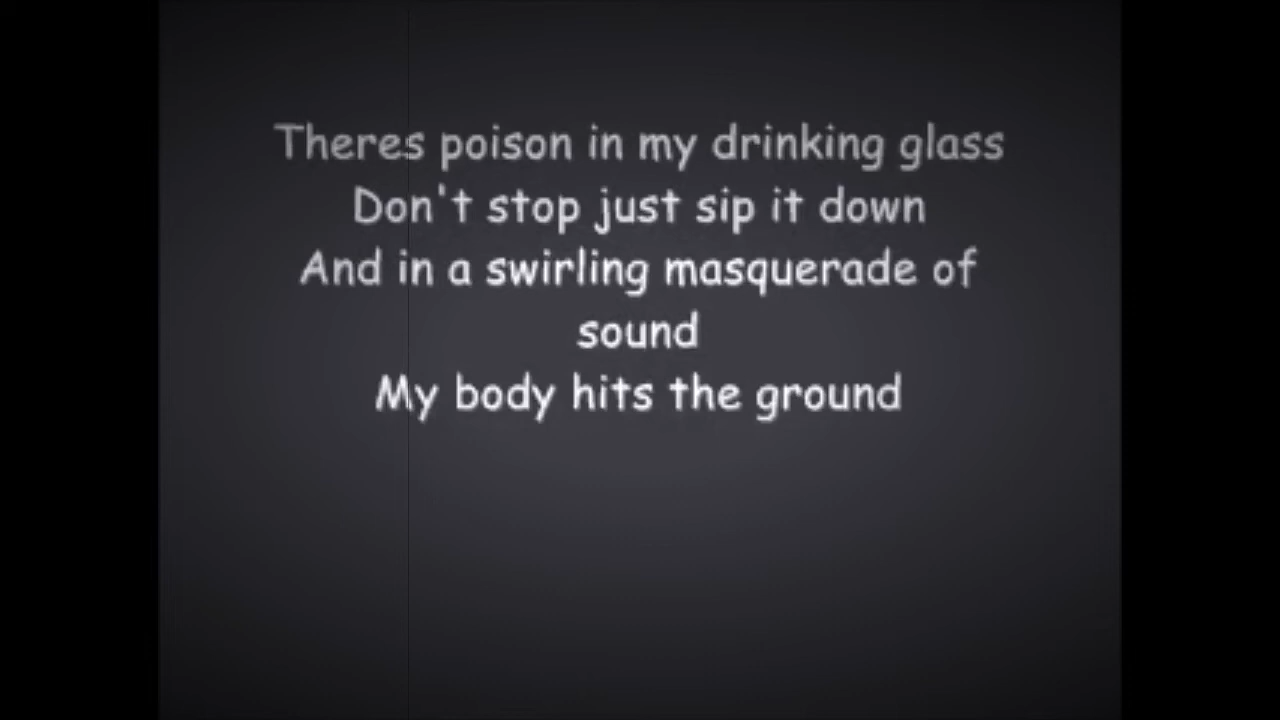 Theres poison in my drinking glass
Don't stop just sip it down
And in a swirling masquerade of
sound
My body hits the ground